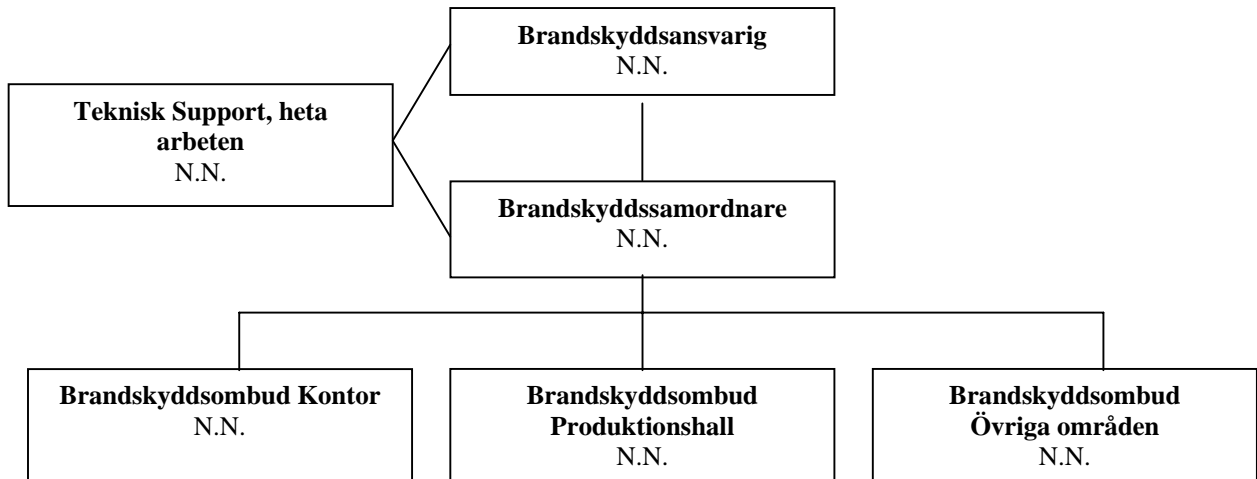 Brandskyddsansvarig
N.N.
Teknisk Support, heta
arbeten
N.N.
Brandskyddssamordnare
N.N.
Brandskyddsombud Kontor
N.N.
Brandskyddsombud
Produktionshall
N.N.
Brandskyddsombud
Övriga områden
N.N.